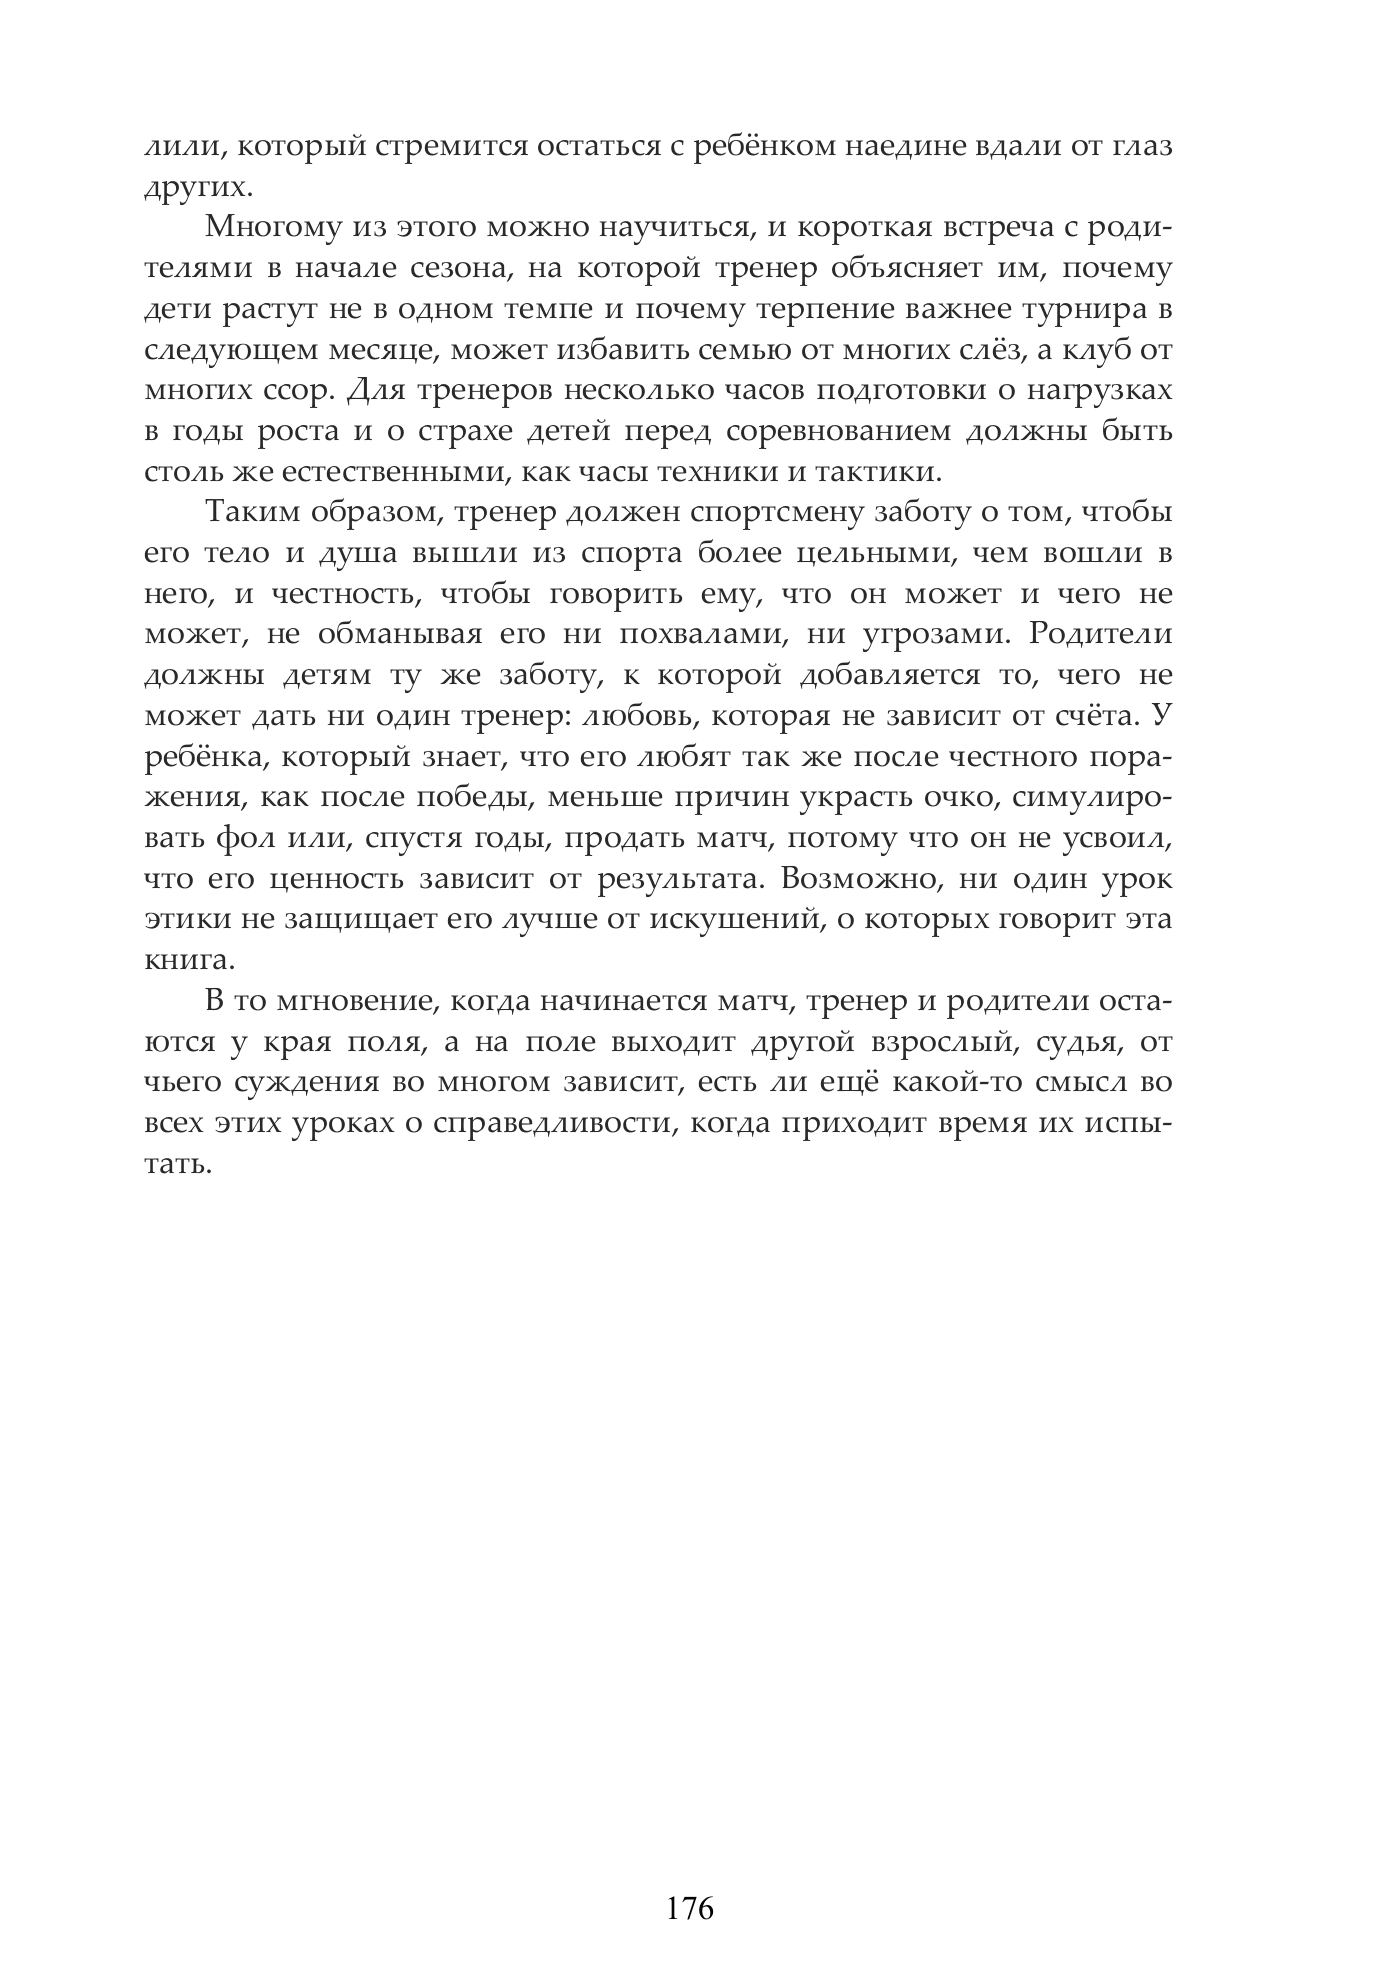 лили, который стремится остаться с ребёнком наедине вдали от глаз
других.
Многому из этого можно научиться, и короткая встреча с роди-
телями в начале сезона, на которой тренер объясняет им, почему
дети растут не в одном темпе и почему терпение важнее турнира в
следующем месяце, может избавить семью от многих слёз, а клуб от
многих ссор. Для тренеров несколько часов подготовки о нагрузках
в годы роста и о страхе детей перед соревнованием должны быть
столь же естественными, как часы техники и тактики.
Таким образом, тренер должен спортсмену заботу о том, чтобы
его тело и душа вышли из спорта более цельными, чем вошли в
него, и честность, чтобы говорить ему, что он может и чего не
может, не обманывая его ни похвалами, ни угрозами. Родители
должны детям ту же заботу, к которой добавляется то, чего не
может дать ни один тренер: любовь, которая не зависит от счёта. У
ребёнка, который знает, что его любят так же после честного пора-
жения, как после победы, меньше причин украсть очко, симулиро-
вать фол или, спустя годы, продать матч, потому что он не усвоил,
что его ценность зависит от результата. Возможно, ни один урок
этики не защищает его лучше от искушений, о которых говорит эта
книга.
В то мгновение, когда начинается матч, тренер и родители оста-
ются у края поля, а на поле выходит другой взрослый, судья, от
чьего суждения во многом зависит, есть ли ещё какой-то смысл во
всех этих уроках о справедливости, когда приходит время их испы-
тать.
176